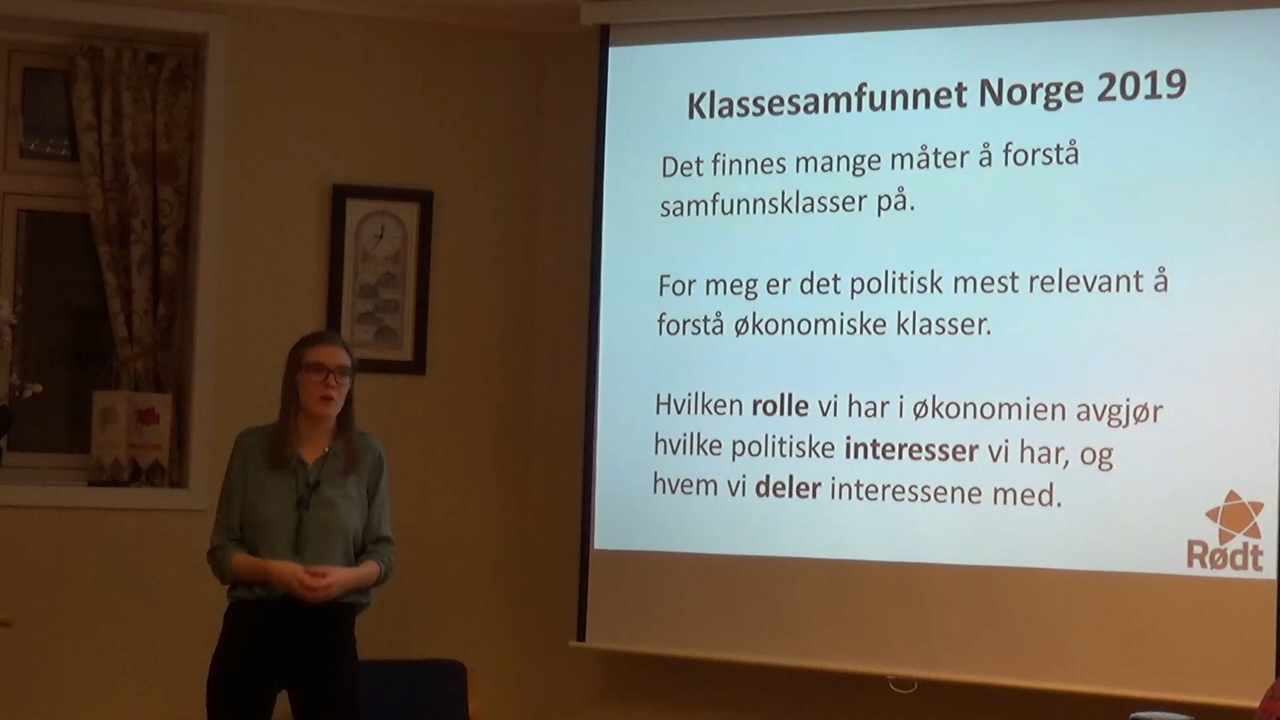 Klassesamfunnet Norge 2019
Det finnes mange måter å forstå
samfunnsklasser på.
For meg er det politisk mest relevant å
forstå økonomiske klasser.
Hvilken rolle vi har i økonomien avgjør
hvilke politiske interesser vi har, og
hvem vi deler interessene med.
Rødt